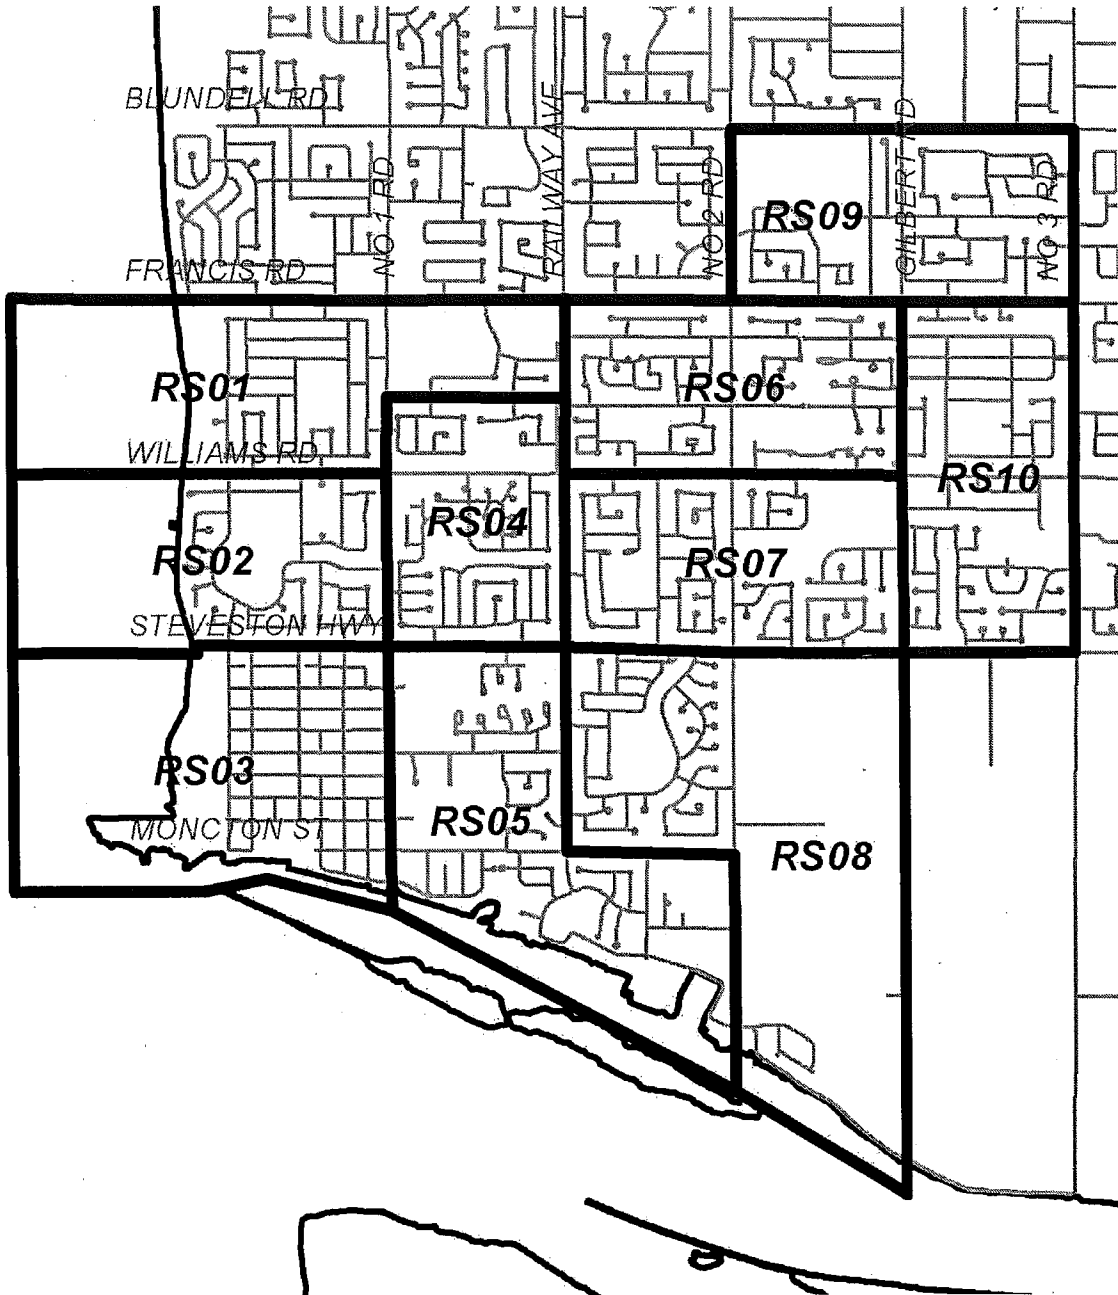 BLUNDELL RD
NO 1 RD
RAILWAY AVE
NO 2 RD
GILBERT RD
NO 3 RD
RS09
FRANCIS RD
RS01
RS06
WILLIAMS RD
RS10
RS04
RS02
RS07
STEVESTON HWY
RS03
RS05
MONCTON ST
RS08